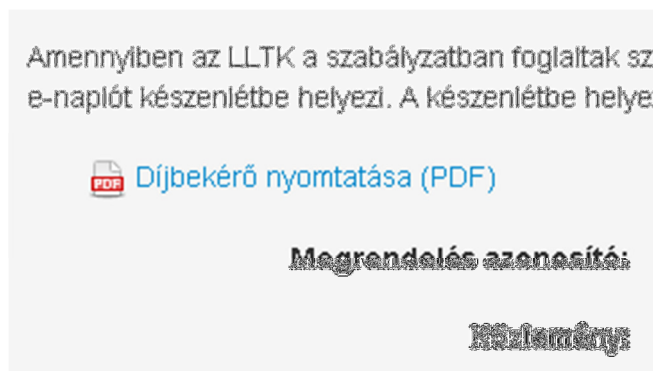 Amennyiben az LLTK a szabályzatban foglaltak sz
e-naplót készenlétbe helyezi. A készenlétbe helye
PDF
Díjbekérő nyomtatása (PDF)
Megrendelés azonosító:
Közlemény: